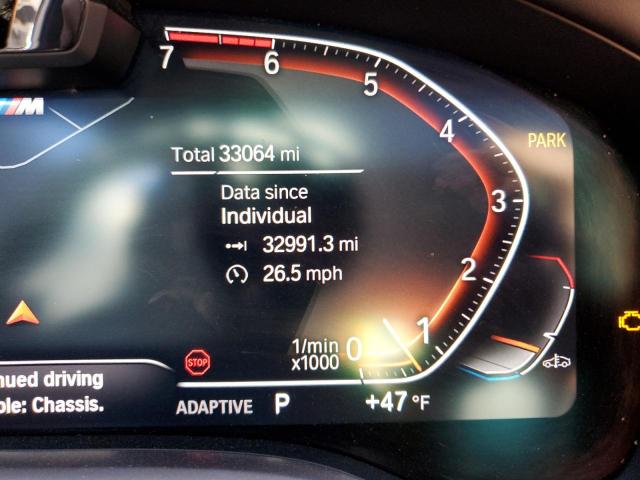 7
6
5
4
3
2
1
0
M
PARK
Total 33064 mi
Data since
Individual
32991.3 mi
26.5 mph
1/min
x1000
STOP
nued driving
ble: Chassis.
ADAPTIVE P +47 °F